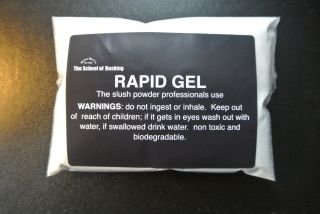 The School of Busking
RAPID GEL
The slush powder professionals use
WARNINGS: do not ingest or inhale. Keep out
of reach of children; if it gets in eyes wash out with
water, if swallowed drink water. non toxic and
biodegradable.